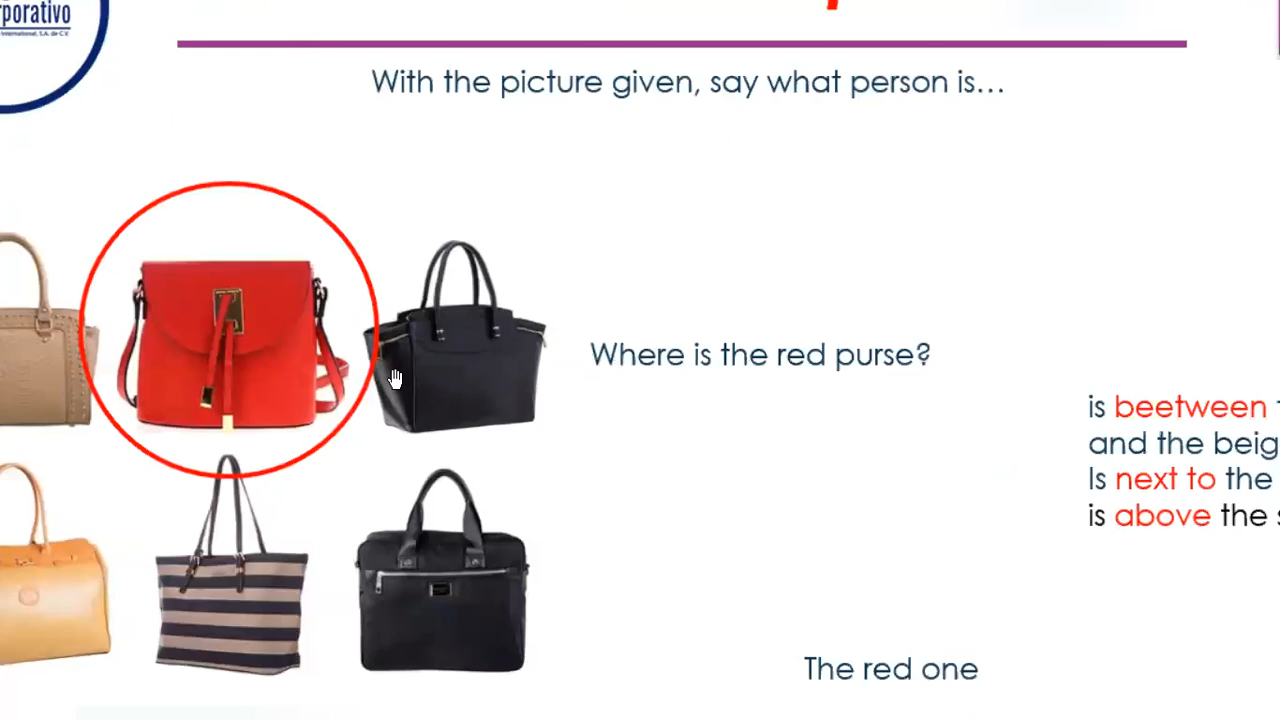 rporativo
International, S.A. de C.V.
With the picture given, say what person is...
Where is the red purse?
is beetween
and the beig
Is next to the
is above the s
The red one